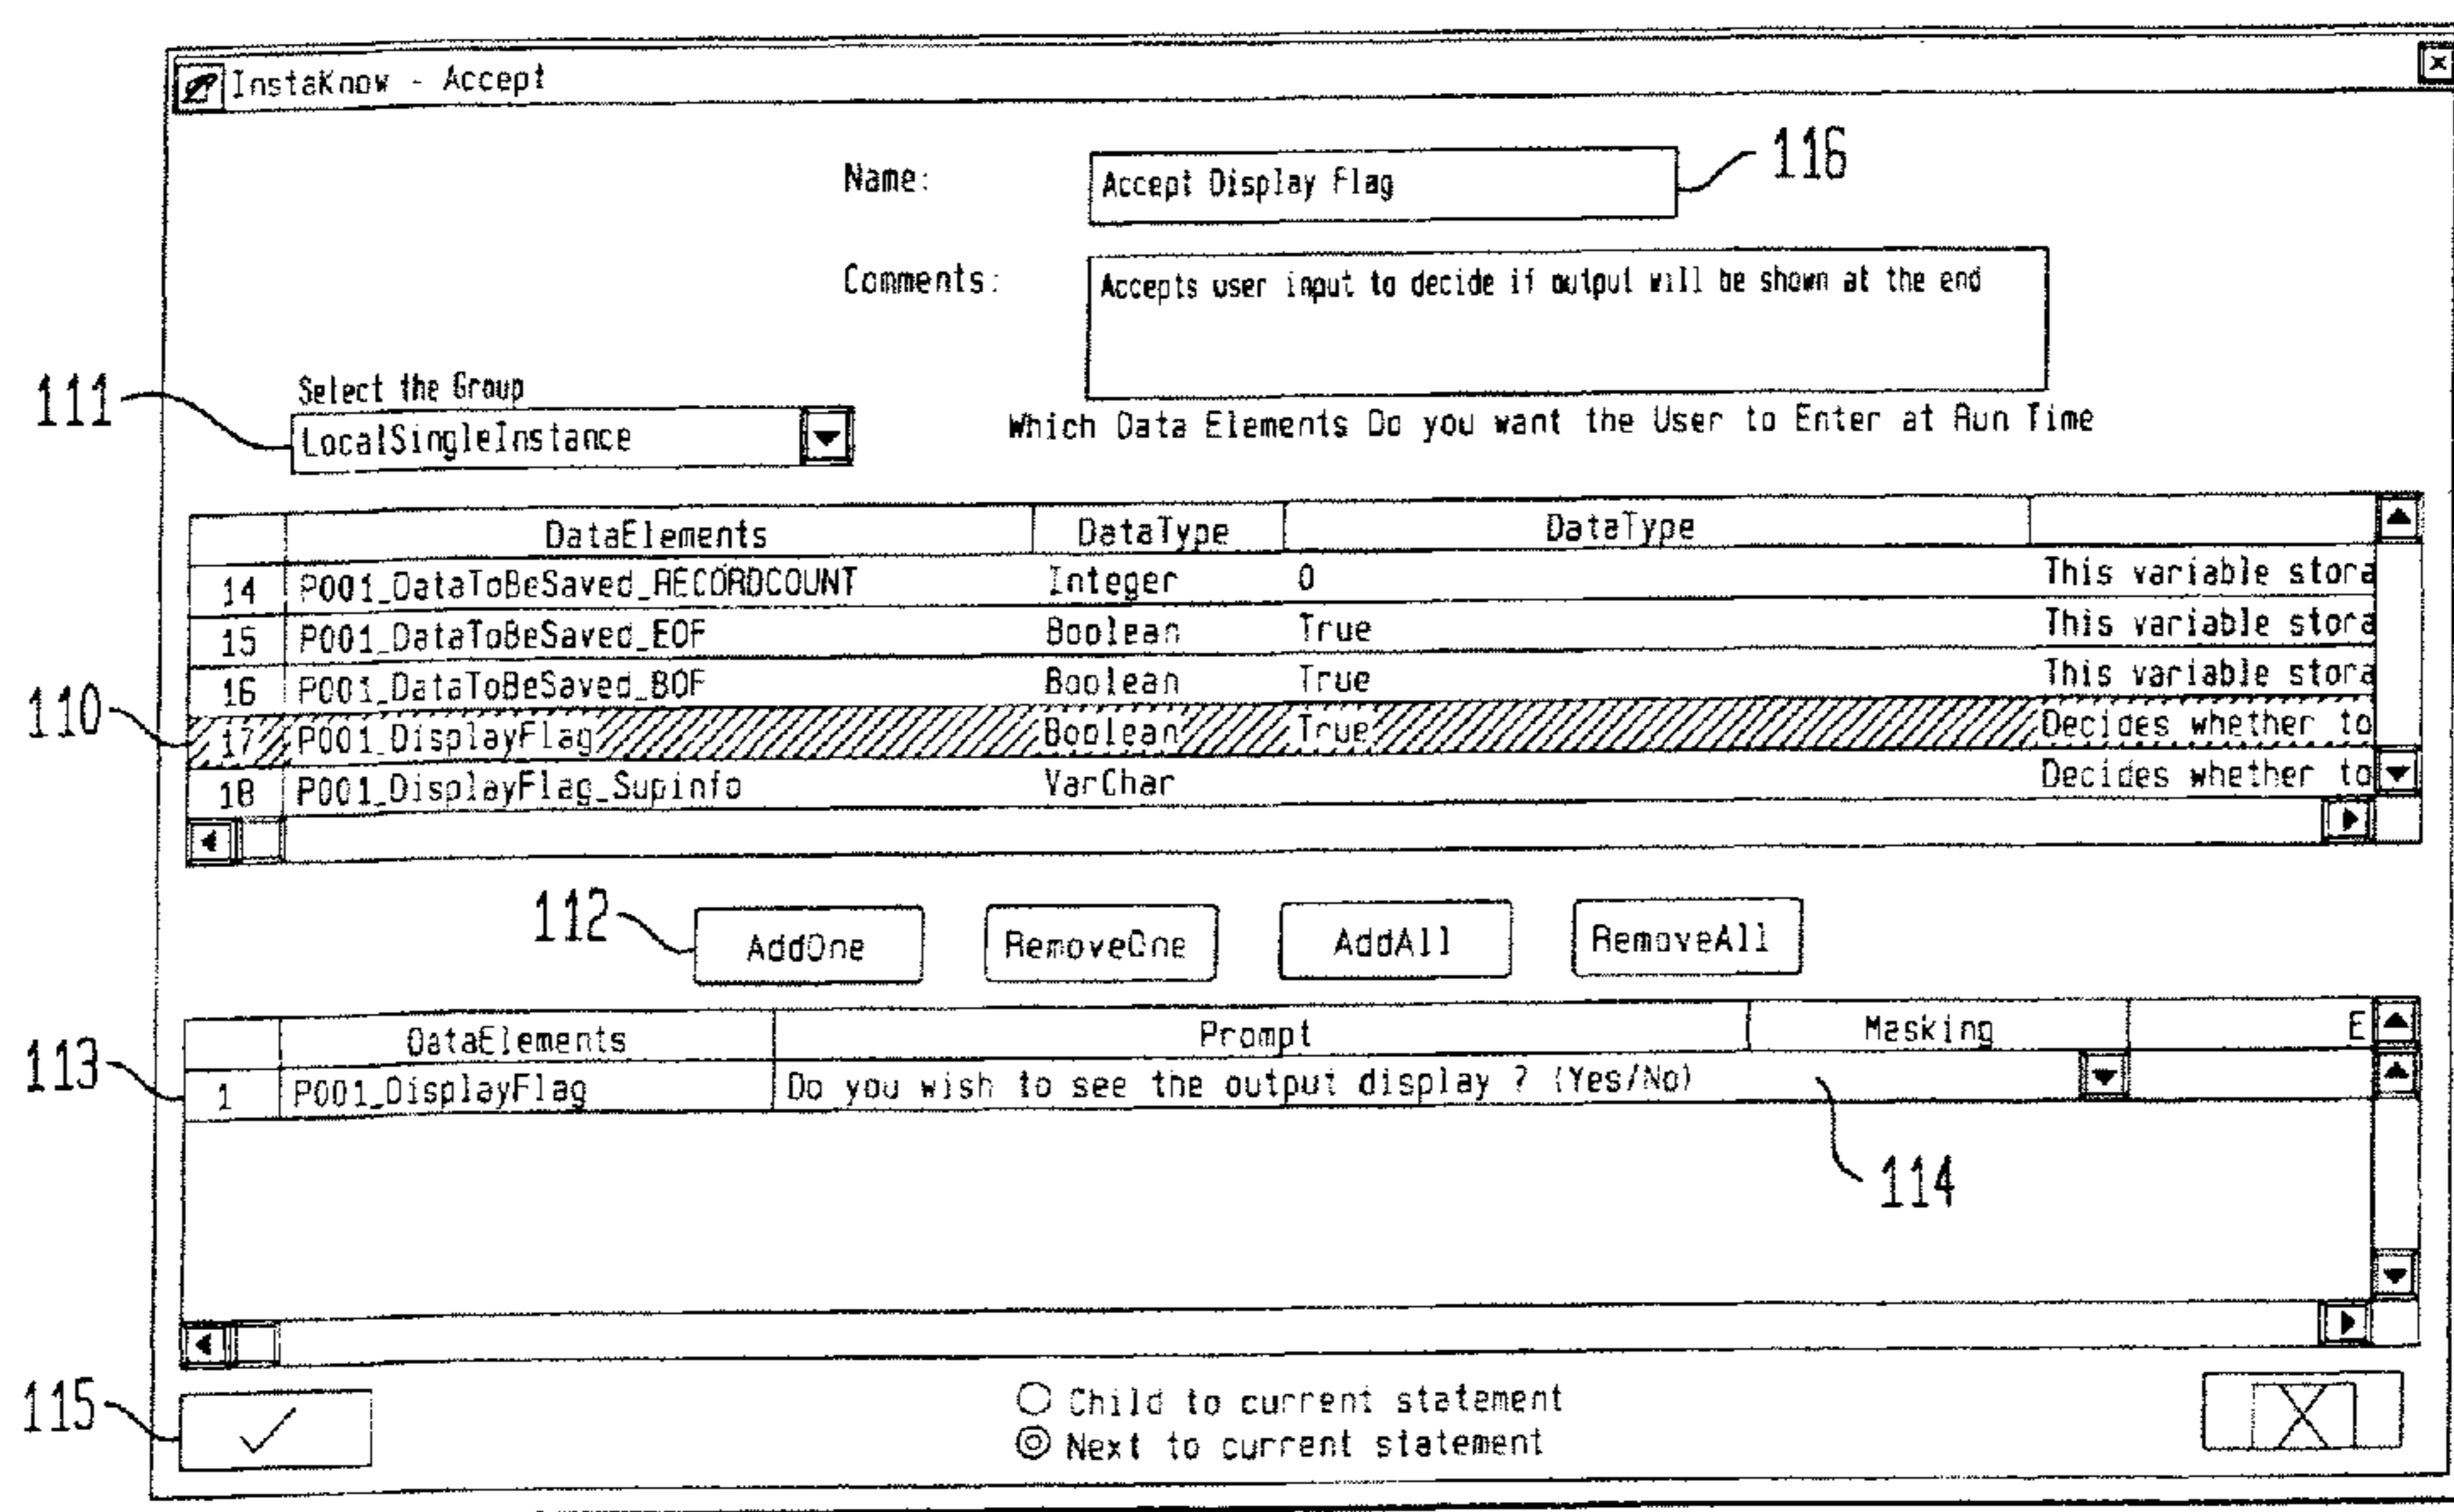 InstaKnow - Accept
Name:
Accept Display Flag
116
Comments:
Accepts user input to decide if output will be shown at the end
111
Select the Group
LocalSingleInstance
Which Data Elements Do you want the User to Enter at Run Time
DataElements DataType DataType
14 P001_DataToBeSaved_RECORDCOUNT Integer 0 This variable stora
15 P001_DataToBeSaved_EOF Boolean True This variable stora
16 P001_DataToBeSaved_BOF Boolean True This variable stora
110
17 P001_DisplayFlag Boolean True Decides whether to
18 P001_DisplayFlag_Supinfo VarChar Decides whether to
112
AddOne RemoveOne AddAll RemoveAll
DataElements Prompt Masking E
113
1 P001_DisplayFlag Do you wish to see the output display ? (Yes/No)
114
115
Child to current statement
Next to current statement